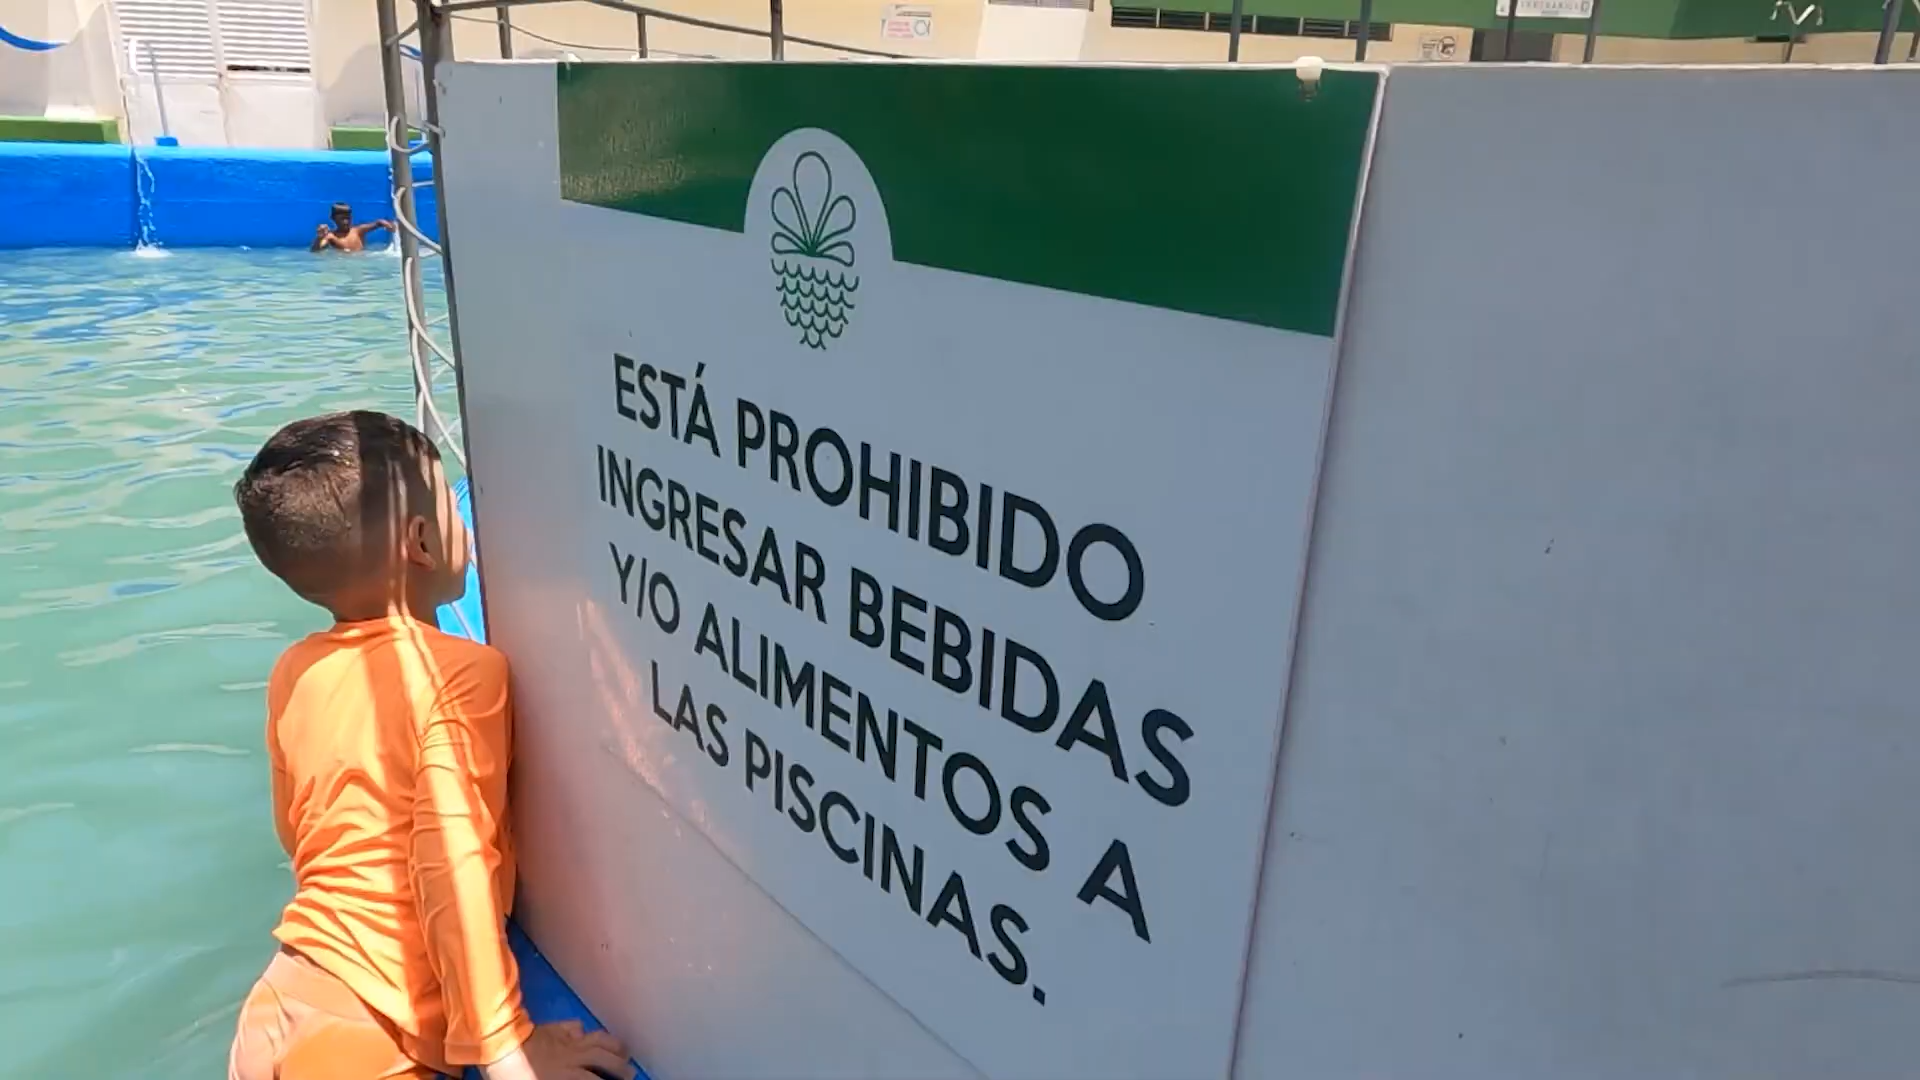 ESTÁ PROHIBIDO
INGRESAR BEBIDAS
Y/O ALIMENTOS A
LAS PISCINAS.